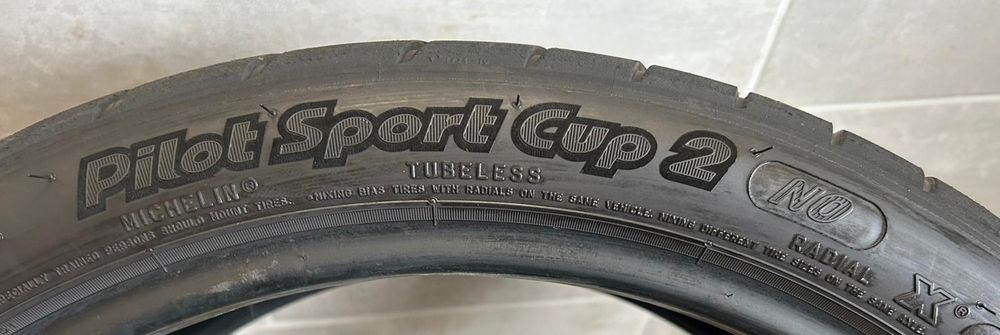 Pilot Sport Cup 2
MICHELIN®
TUBELESS
N0
RADIAL X®
TRAINED PERSONS SHOULD MOUNT TIRES. •MIXING BIAS TIRES WITH RADIALS ON THE SAME VEHICLE. MIXING DIFFERENT TIRE SIZES ON THE SAME